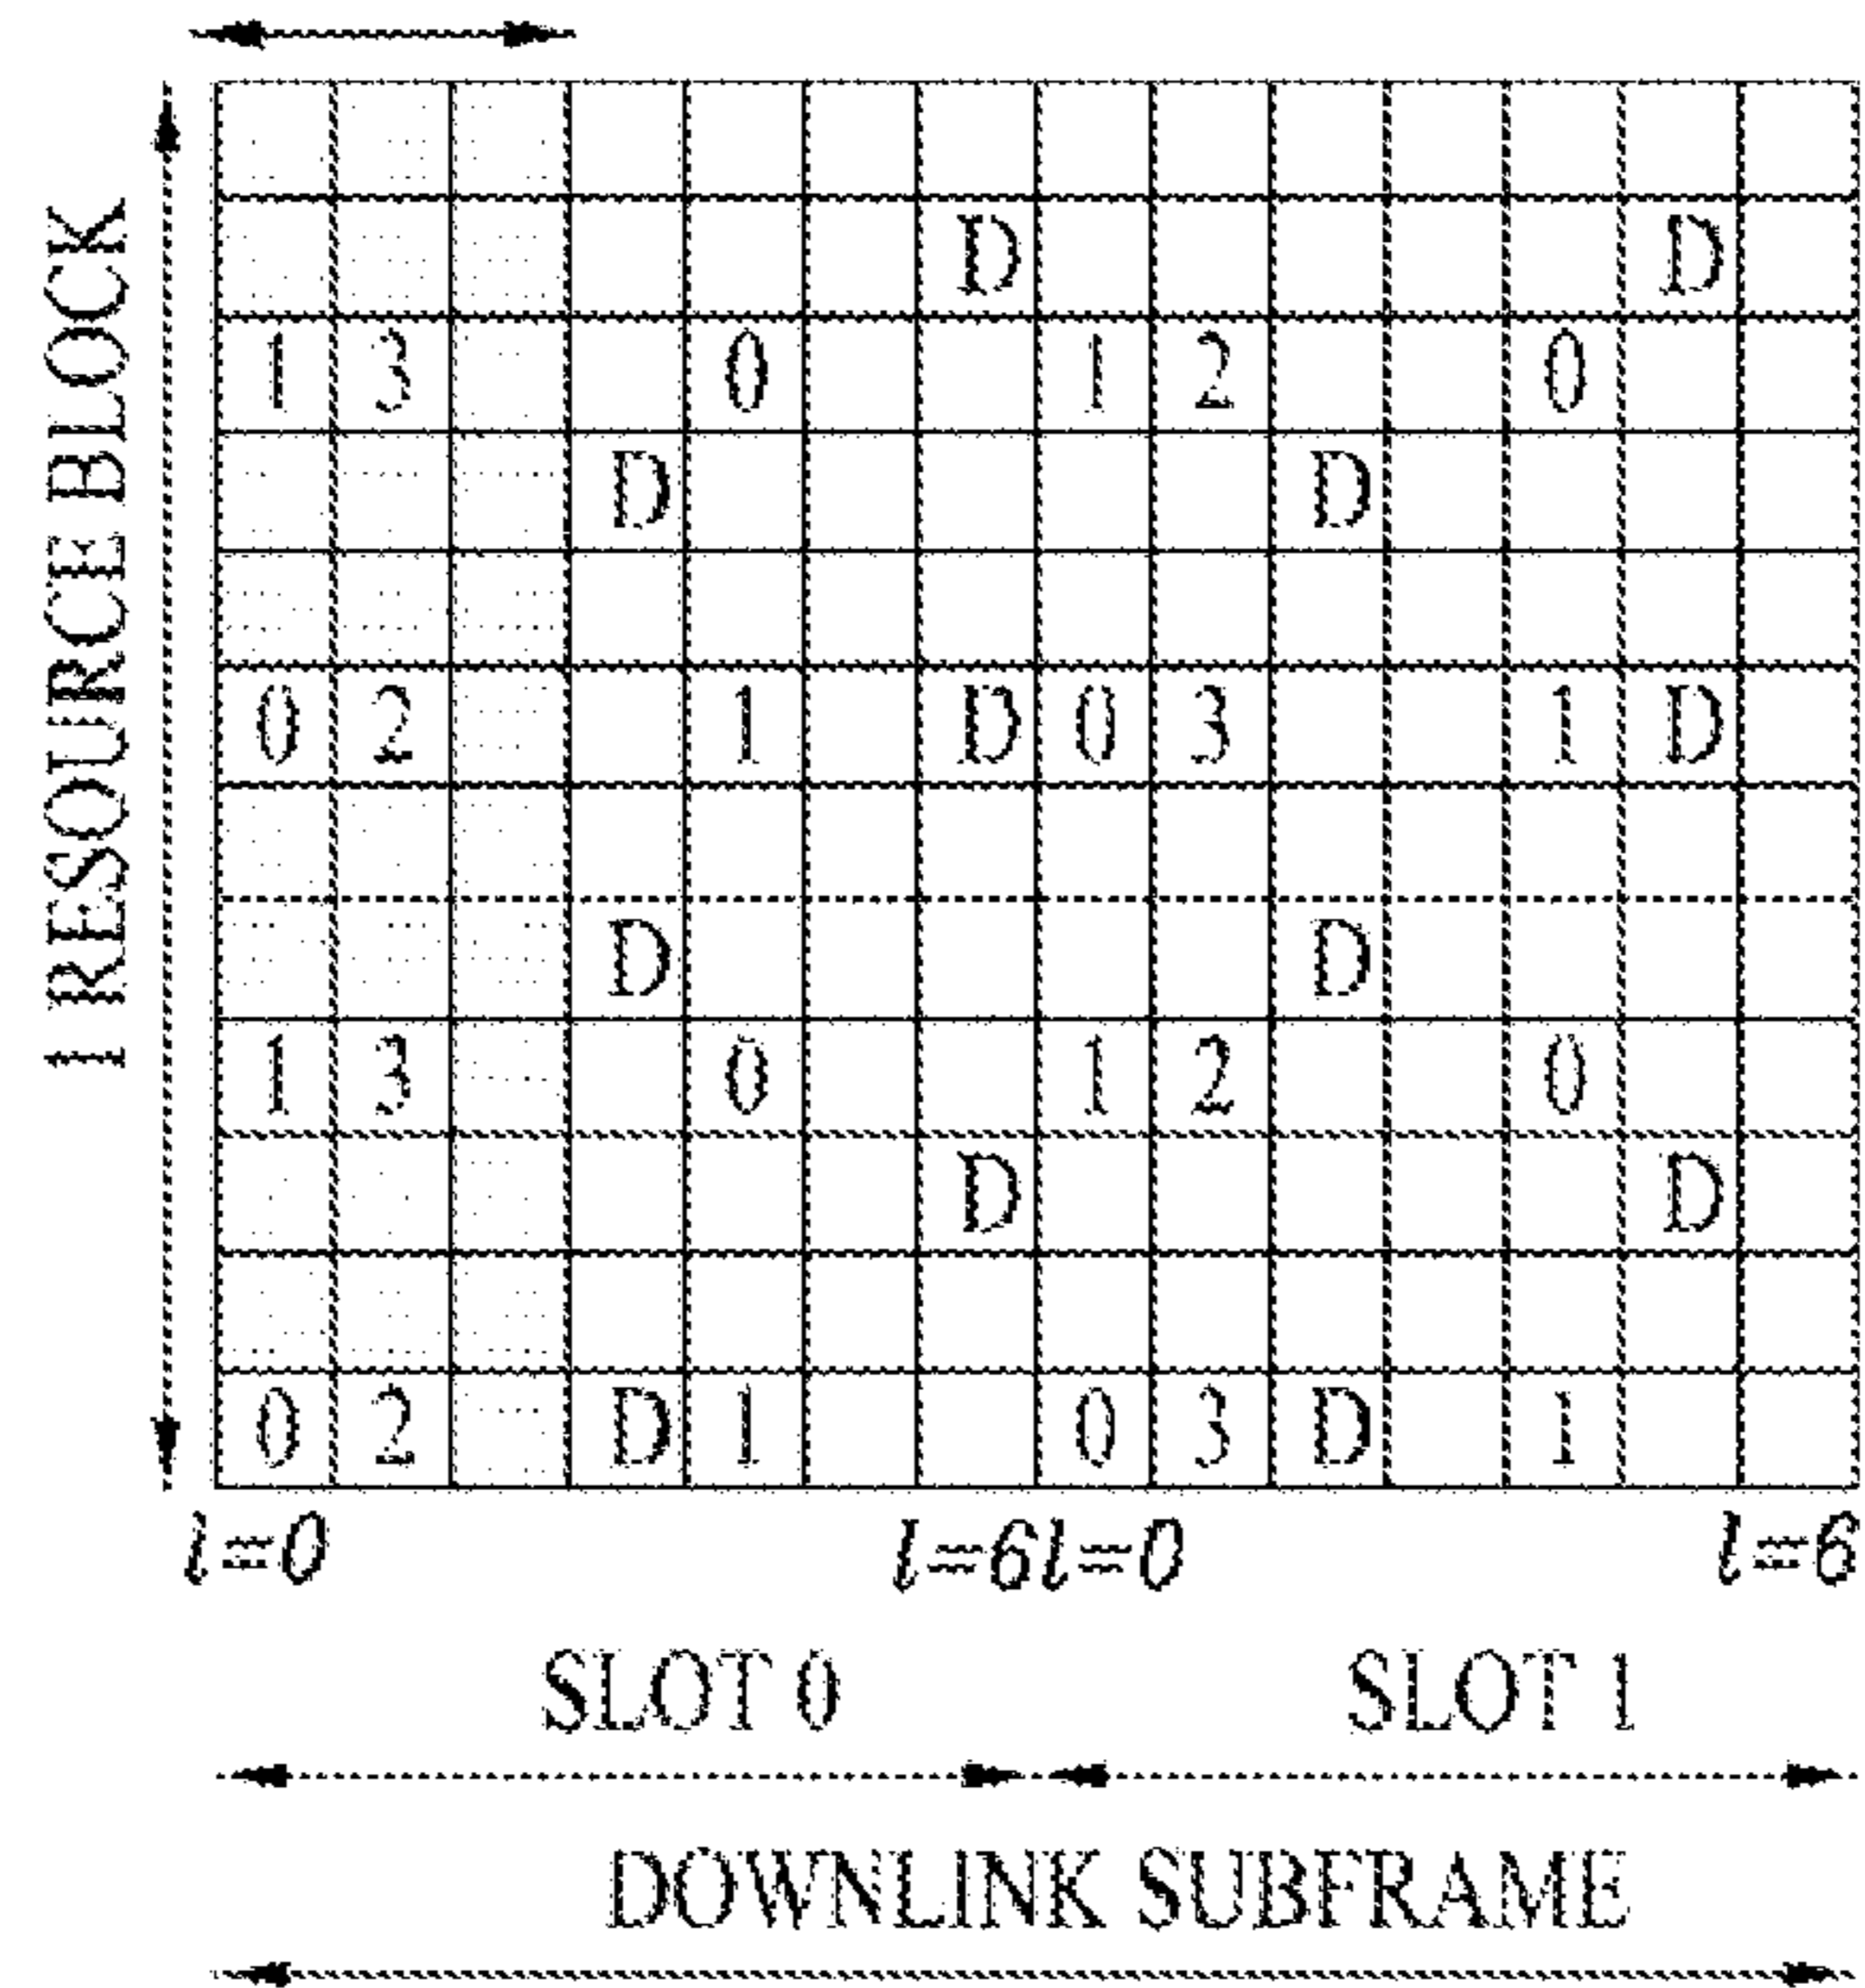 1 RESOURCE BLOCK
D D
1 3 0 1 2 0
D D
0 2 1 D 0 3 1 D
D D
1 3 0 1 2 0
D D
0 2 D 1 0 3 D 1
l=0 l=6 l=0 l=6
SLOT 0 SLOT 1
DOWNLINK SUBFRAME